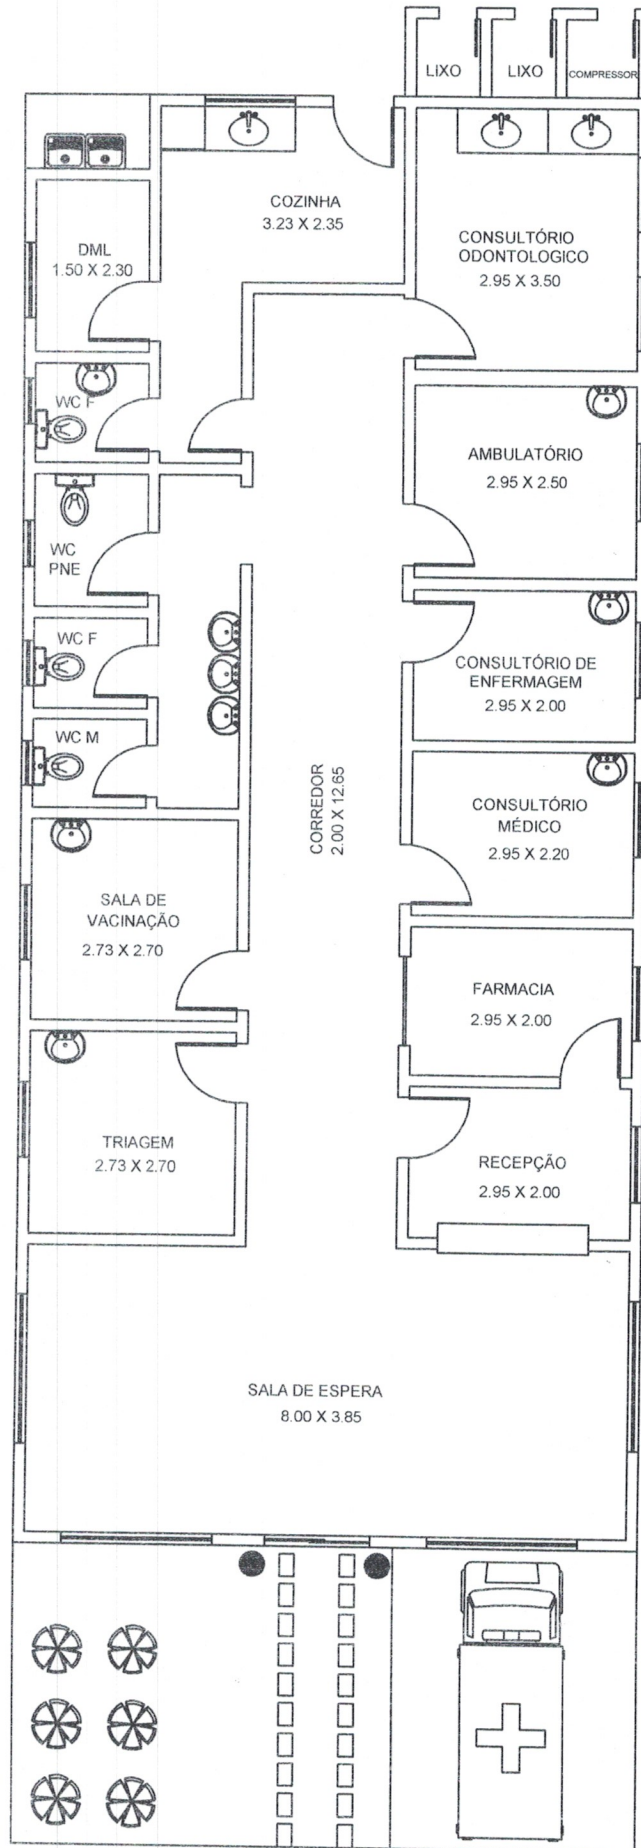 LIXO
LIXO
COMPRESSOR
COZINHA
3.23 X 2.35
DML
1.50 X 2.30
CONSULTÓRIO
ODONTOLOGICO
2.95 X 3.50
WC F
AMBULATÓRIO
2.95 X 2.50
WC
PNE
WC F
CONSULTÓRIO DE
ENFERMAGEM
2.95 X 2.00
WC M
CORREDOR
2.00 X 12.65
CONSULTÓRIO
MÉDICO
2.95 X 2.20
SALA DE
VACINAÇÃO
2.73 X 2.70
FARMACIA
2.95 X 2.00
TRIAGEM
2.73 X 2.70
RECEPÇÃO
2.95 X 2.00
SALA DE ESPERA
8.00 X 3.85